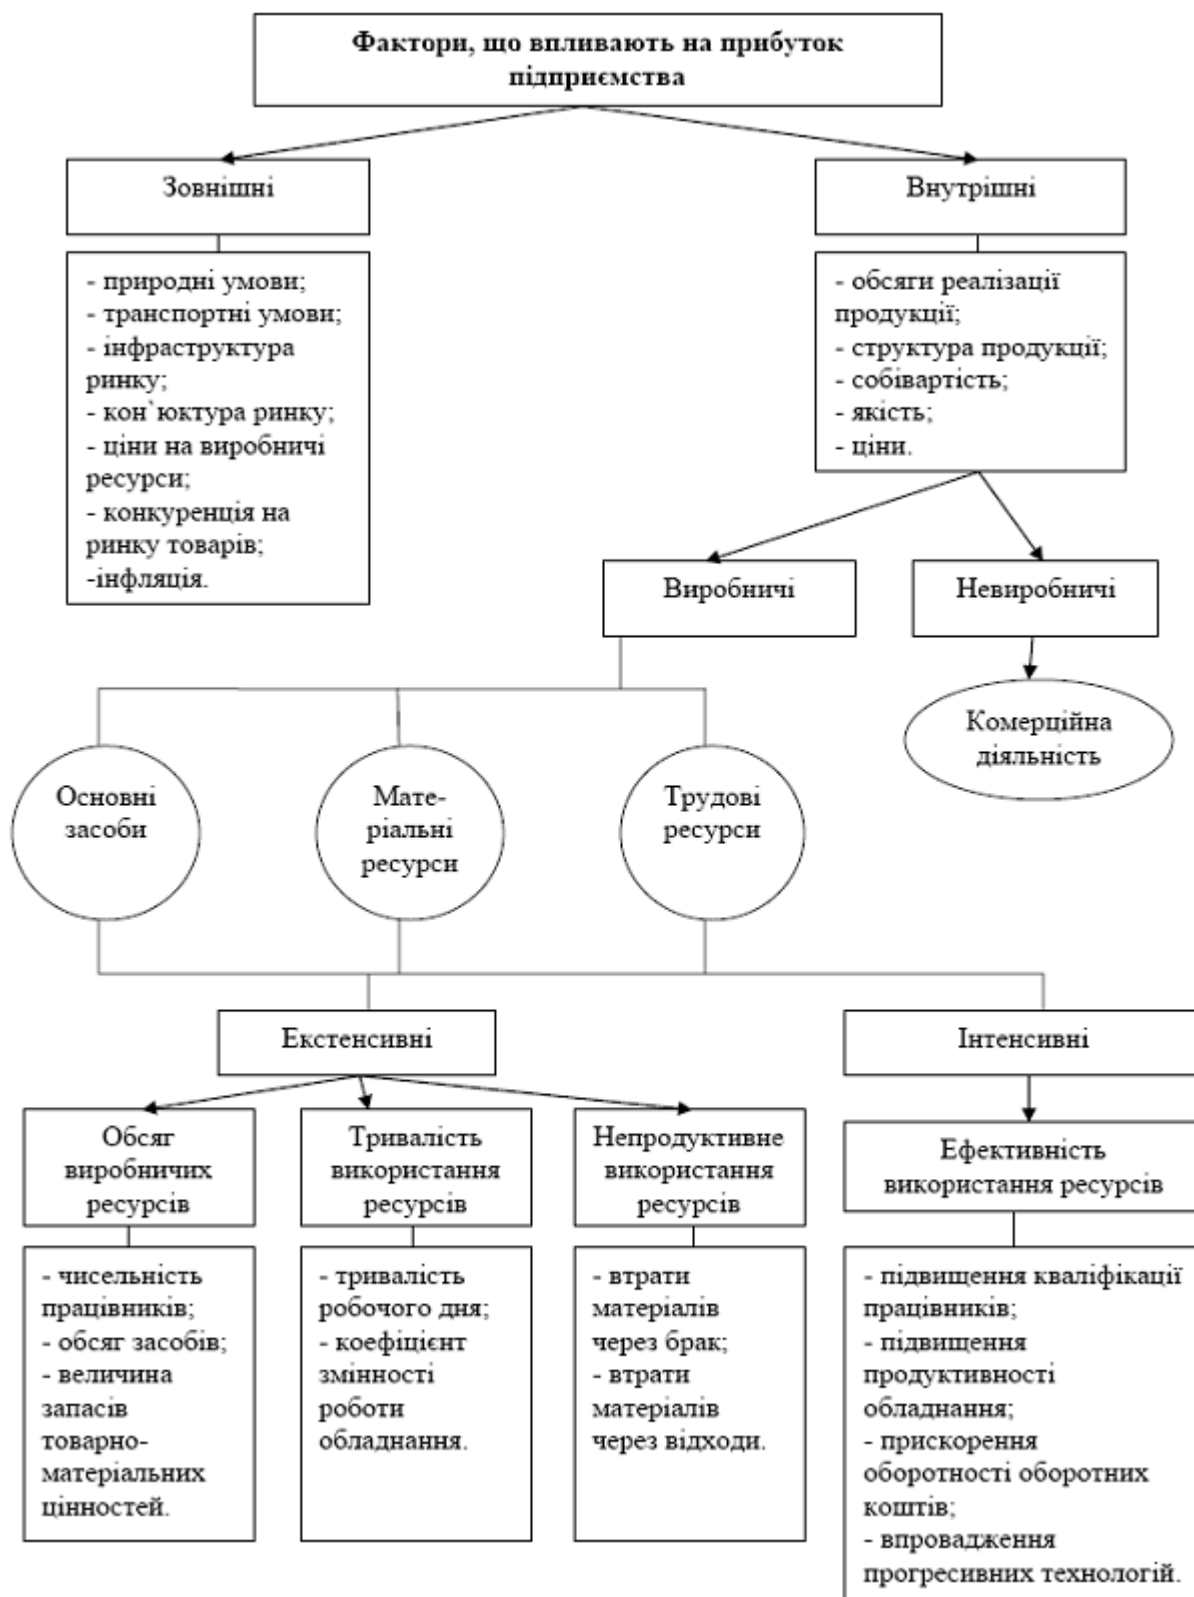 Фактори, що впливають на прибуток
підприємства
Зовнішні
Внутрішні
- природні умови;
- транспортні умови;
- інфраструктура
ринку;
- кон`юктура ринку;
- ціни на виробничі
ресурси;
- конкуренція на
ринку товарів;
-інфляція.
- обсяги реалізації
продукції;
- структура продукції;
- собівартість;
- якість;
- ціни.
Виробничі
Невиробничі
Комерційна
діяльність
Основні
засоби
Мате-
ріальні
ресурси
Трудові
ресурси
Екстенсивні
Інтенсивні
Обсяг
виробничих
ресурсів
Тривалість
використання
ресурсів
Непродуктивне
використання
ресурсів
Ефективність
використання ресурсів
- чисельність
працівників;
- обсяг засобів;
- величина
запасів
товарно-
матеріальних
цінностей.
- тривалість
робочого дня;
- коефіцієнт
змінності
роботи
обладнання.
- втрати
матеріалів
через брак;
- втрати
матеріалів
через відходи.
- підвищення кваліфікації
працівників;
- підвищення
продуктивності
обладнання;
- прискорення
оборотності оборотних
коштів;
- впровадження
прогресивних технологій.